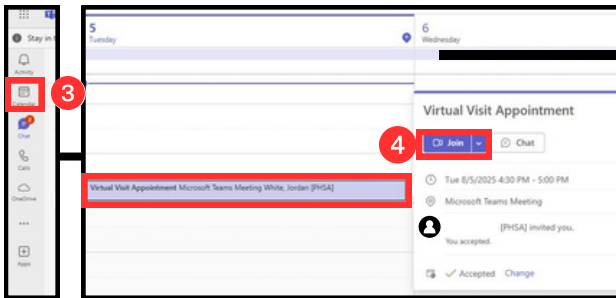 Stay in t
Activity
Calendar
3
Chat
Calls
OneDrive
...
Apps
5
Tuesday
6
Wednesday
Virtual Visit Appointment Microsoft Teams Meeting White, Jordan [PHSA]
Virtual Visit Appointment
4
Join
Chat
Tue 8/5/2025 4:30 PM - 5:00 PM
Microsoft Teams Meeting
[PHSA] invited you.
You accepted.
Accepted Change